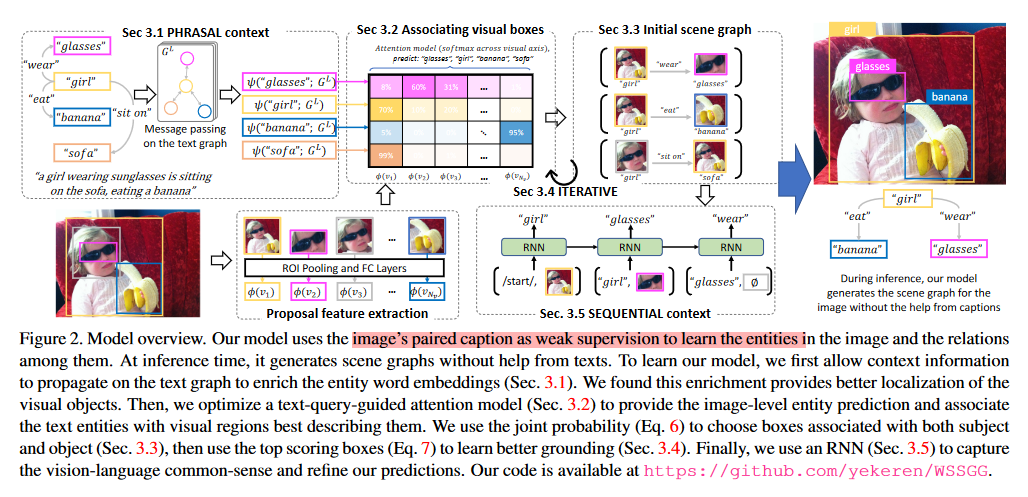 Sec 3.1 PHRASAL context
"glasses"
"wear"
"girl"
"eat"
"banana"
"sit on"
"sofa"
G^L
Message passing
on the text graph
"a girl wearing sunglasses is sitting
on the sofa, eating a banana"
ψ("glasses"; G^L)
ψ("girl"; G^L)
ψ("banana"; G^L)
ψ("sofa"; G^L)
Sec 3.2 Associating visual boxes
Attention model (softmax across visual axis),
predict: "glasses", "girl", "banana", "sofa"
8% 60% 31% ...
70% ...
5% ⋱ 95%
99% ...
ϕ(v₁) ϕ(v₂) ϕ(v₃) ... ϕ(v_{N_v})
Sec 3.3 Initial scene graph
"wear"
"girl" "glasses"
"eat"
"girl" "banana"
"sit on"
"girl" "sofa"
Sec 3.4 ITERATIVE
...
ROI Pooling and FC Layers
ϕ(v₁) ϕ(v₂) ϕ(v₃) ... ϕ(v_{N_v})
Proposal feature extraction
"girl" "glasses" "wear"
RNN RNN RNN
/start/, "girl", "glasses", ∅
Sec. 3.5 SEQUENTIAL context
girl
glasses
banana
"girl"
"eat" "wear"
"banana" "glasses"
During inference, our model
generates the scene graph for the
image without the help from captions
Figure 2. Model overview. Our model uses the image's paired caption as weak supervision to learn the entities in the image and the relations
among them. At inference time, it generates scene graphs without help from texts. To learn our model, we first allow context information
to propagate on the text graph to enrich the entity word embeddings (Sec. 3.1). We found this enrichment provides better localization of the
visual objects. Then, we optimize a text-query-guided attention model (Sec. 3.2) to provide the image-level entity prediction and associate
the text entities with visual regions best describing them. We use the joint probability (Eq. 6) to choose boxes associated with both subject
and object (Sec. 3.3), then use the top scoring boxes (Eq. 7) to learn better grounding (Sec. 3.4). Finally, we use an RNN (Sec. 3.5) to capture
the vision-language common-sense and refine our predictions. Our code is available at https://github.com/yekeren/WSSGG.